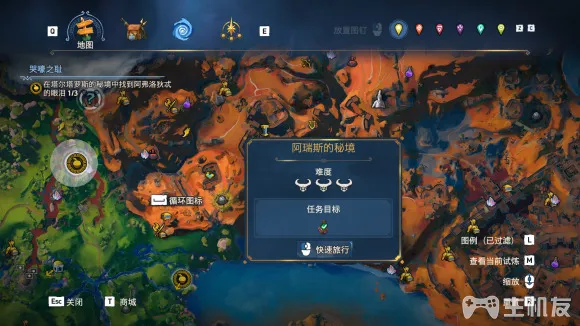 Q
E
放置图钉
Z C
地图
哭嚎之耻
在塔尔塔罗斯的秘境中找到阿弗洛狄忒
的眼泪 1/3
阿瑞斯的秘境
难度
任务目标
快速旅行
循环图标
图例（已过滤） L
查看当前试炼 M
缩放
Esc 关闭
T 商城
主机友